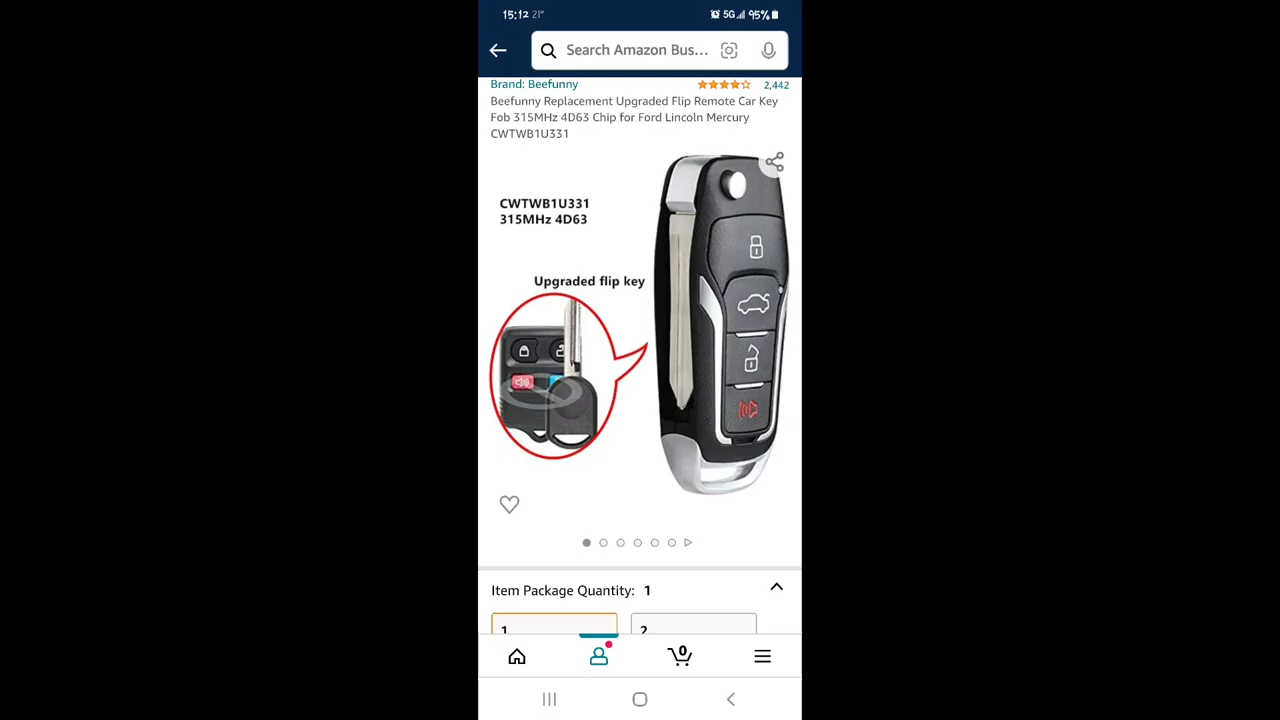 15:12 21°
5G 95%
Search Amazon Bus...
Brand: Beefunny
2,442
Beefunny Replacement Upgraded Flip Remote Car Key
Fob 315MHz 4D63 Chip for Ford Lincoln Mercury
CWTWB1U331
CWTWB1U331
315MHz 4D63
Upgraded flip key
Item Package Quantity: 1
1
2
0